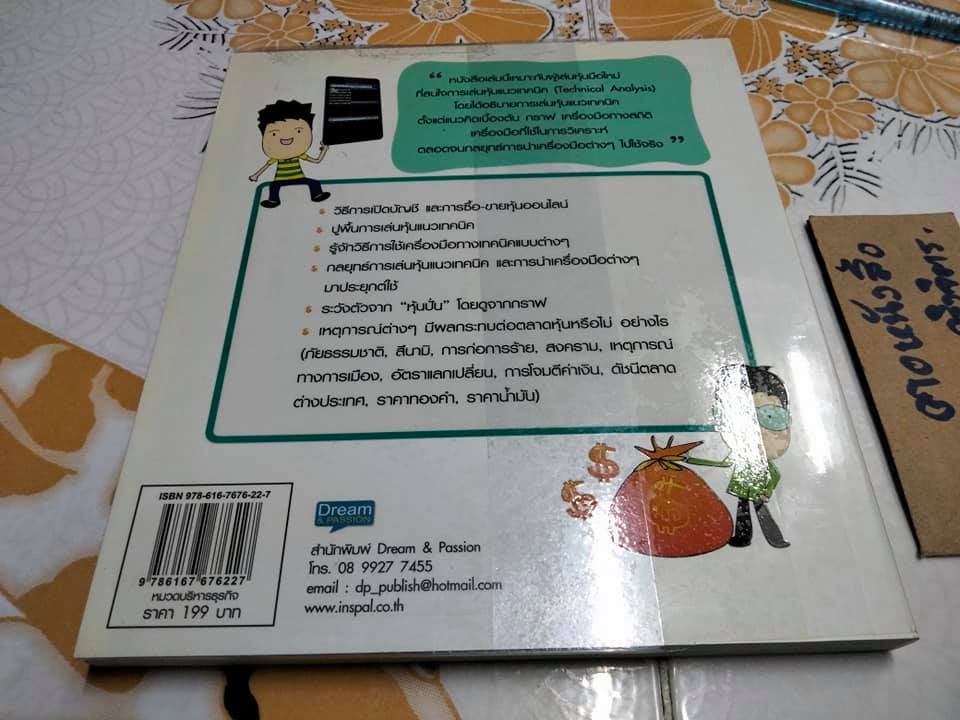 “ หนังสือเล่มนี้เหมาะกับผู้เล่นหุ้นมือใหม่
ที่สนใจการเล่นหุ้นแนวเทคนิค (Technical Analysis)
โดยได้อธิบายการเล่นหุ้นแนวเทคนิค
ตั้งแต่แนวคิดเบื้องต้น กราฟ เครื่องมือทางสถิติ
เครื่องมือที่ใช้ในการวิเคราะห์
ตลอดจนกลยุทธ์การนำเครื่องมือต่างๆ ไปใช้จริง ”
วิธีการเปิดบัญชี และการซื้อ-ขายหุ้นออนไลน์
ปูพื้นการเล่นหุ้นแนวเทคนิค
รู้จักวิธีการใช้เครื่องมือทางเทคนิคแบบต่างๆ
กลยุทธ์การเล่นหุ้นแนวเทคนิค และการนำเครื่องมือต่างๆ
มาประยุกต์ใช้
ระวังตัวจาก “หุ้นปั่น” โดยดูจากกราฟ
เหตุการณ์ต่างๆ มีผลกระทบต่อตลาดหุ้นหรือไม่ อย่างไร
(ภัยธรรมชาติ, สึนามิ, การก่อการร้าย, สงคราม, เหตุการณ์
ทางการเมือง, อัตราแลกเปลี่ยน, การโจมตีค่าเงิน, ดัชนีตลาด
ต่างประเทศ, ราคาทองคำ, ราคาน้ำมัน)
ISBN 978-616-7676-22-7
9 786167 676227
หมวดบริหารธุรกิจ
ราคา 199 บาท
Dream
& PASSION
สำนักพิมพ์ Dream & Passion
โทร. 08 9927 7455
email : dp_publish@hotmail.com
www.inspal.co.th